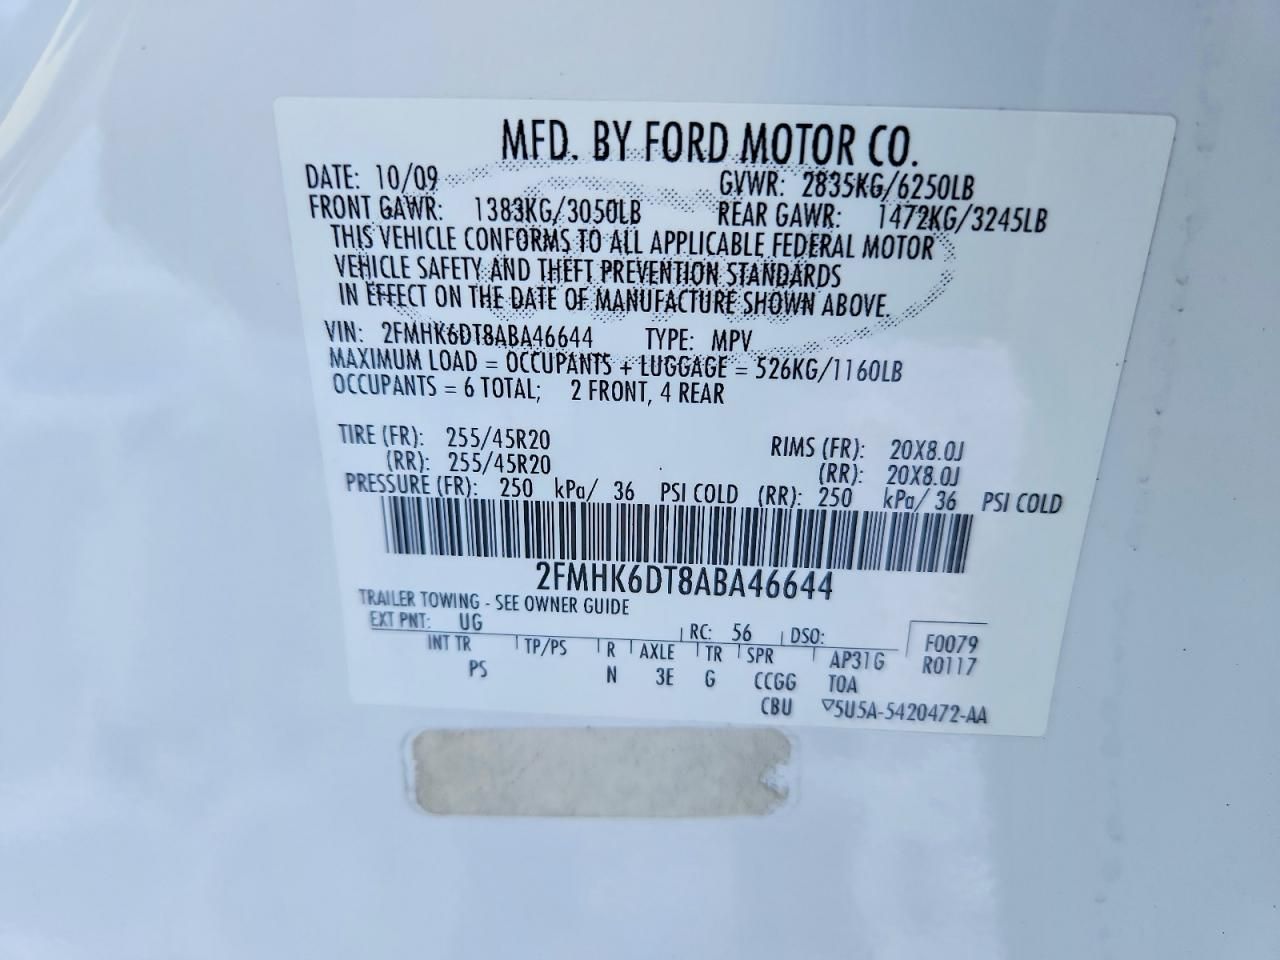 MFD. BY FORD MOTOR CO.
DATE: 10/09 GVWR: 2835KG/6250LB
FRONT GAWR: 1383KG/3050LB REAR GAWR: 1472KG/3245LB
THIS VEHICLE CONFORMS TO ALL APPLICABLE FEDERAL MOTOR
VEHICLE SAFETY AND THEFT PREVENTION STANDARDS
IN EFFECT ON THE DATE OF MANUFACTURE SHOWN ABOVE.
VIN: 2FMHK6DT8ABA46644 TYPE: MPV
MAXIMUM LOAD = OCCUPANTS + LUGGAGE = 526KG/1160LB
OCCUPANTS = 6 TOTAL; 2 FRONT, 4 REAR
TIRE (FR): 255/45R20 RIMS (FR): 20X8.0J
(RR): 255/45R20 (RR): 20X8.0J
PRESSURE (FR): 250 kPa/ 36 PSI COLD (RR): 250 kPa/ 36 PSI COLD
2FMHK6DT8ABA46644
TRAILER TOWING - SEE OWNER GUIDE
EXT PNT: UG RC: 56 DSO: F0079
INT TR TP/PS R AXLE TR SPR AP31G R0117
PS N 3E G CCGG TOA
CBU ▽5U5A-5420472-AA